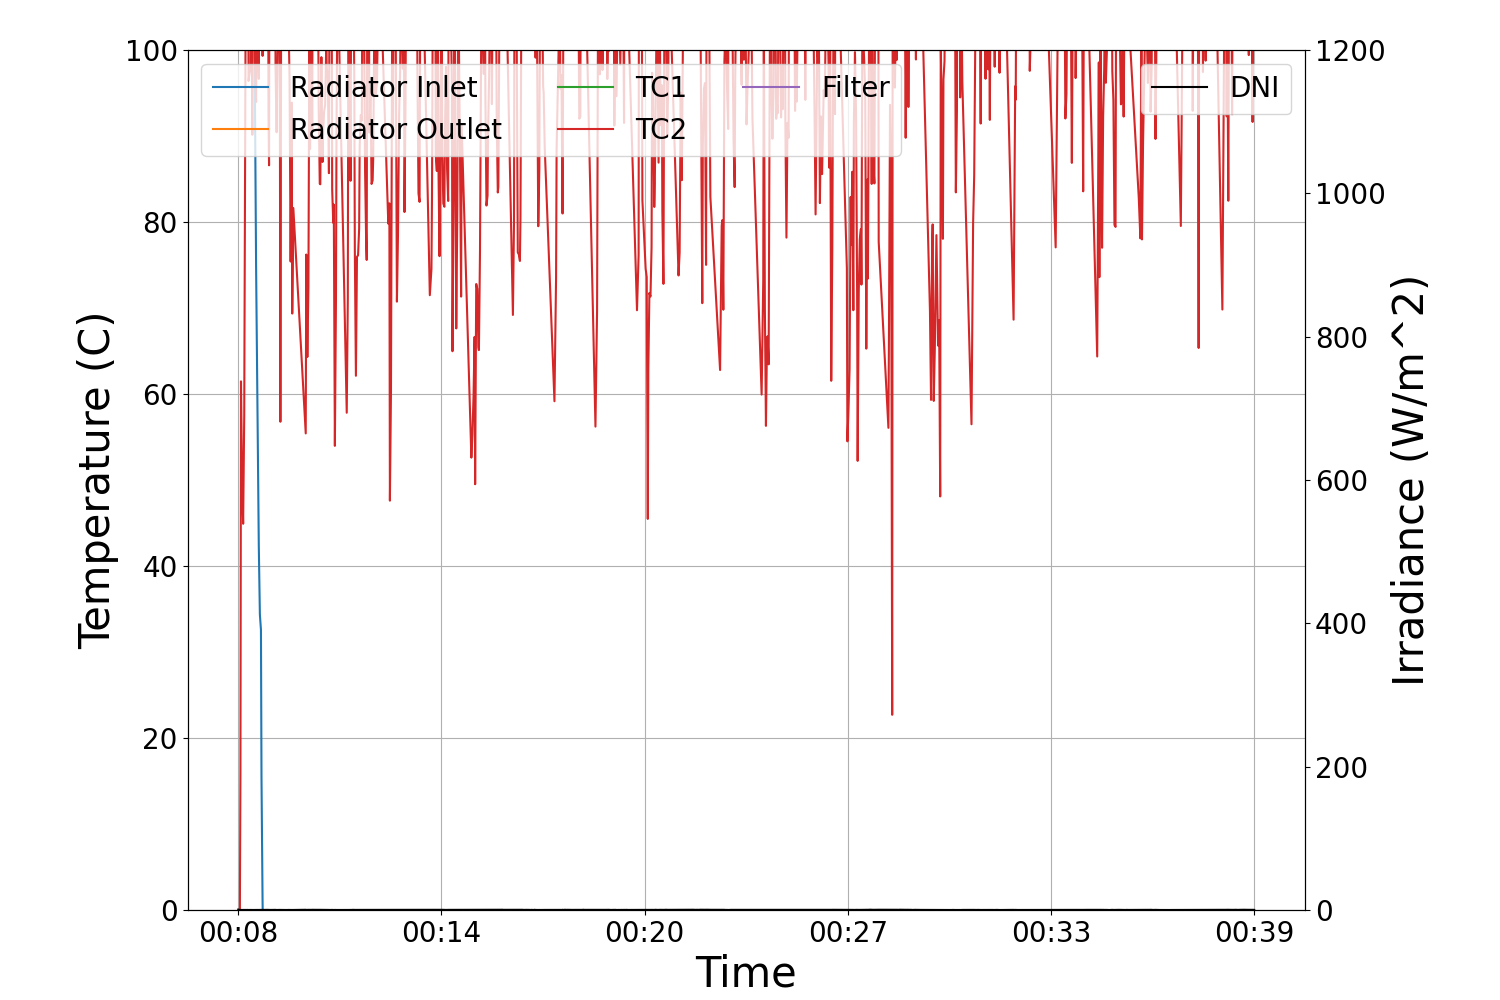 100
80
60
40
20
0
Temperature (C)
Radiator Inlet
Radiator Outlet
TC1
TC2
Filter
DNI
1200
1000
800
600
400
200
0
Irradiance (W/m^2)
00:08 00:14 00:20 00:27 00:33 00:39
Time